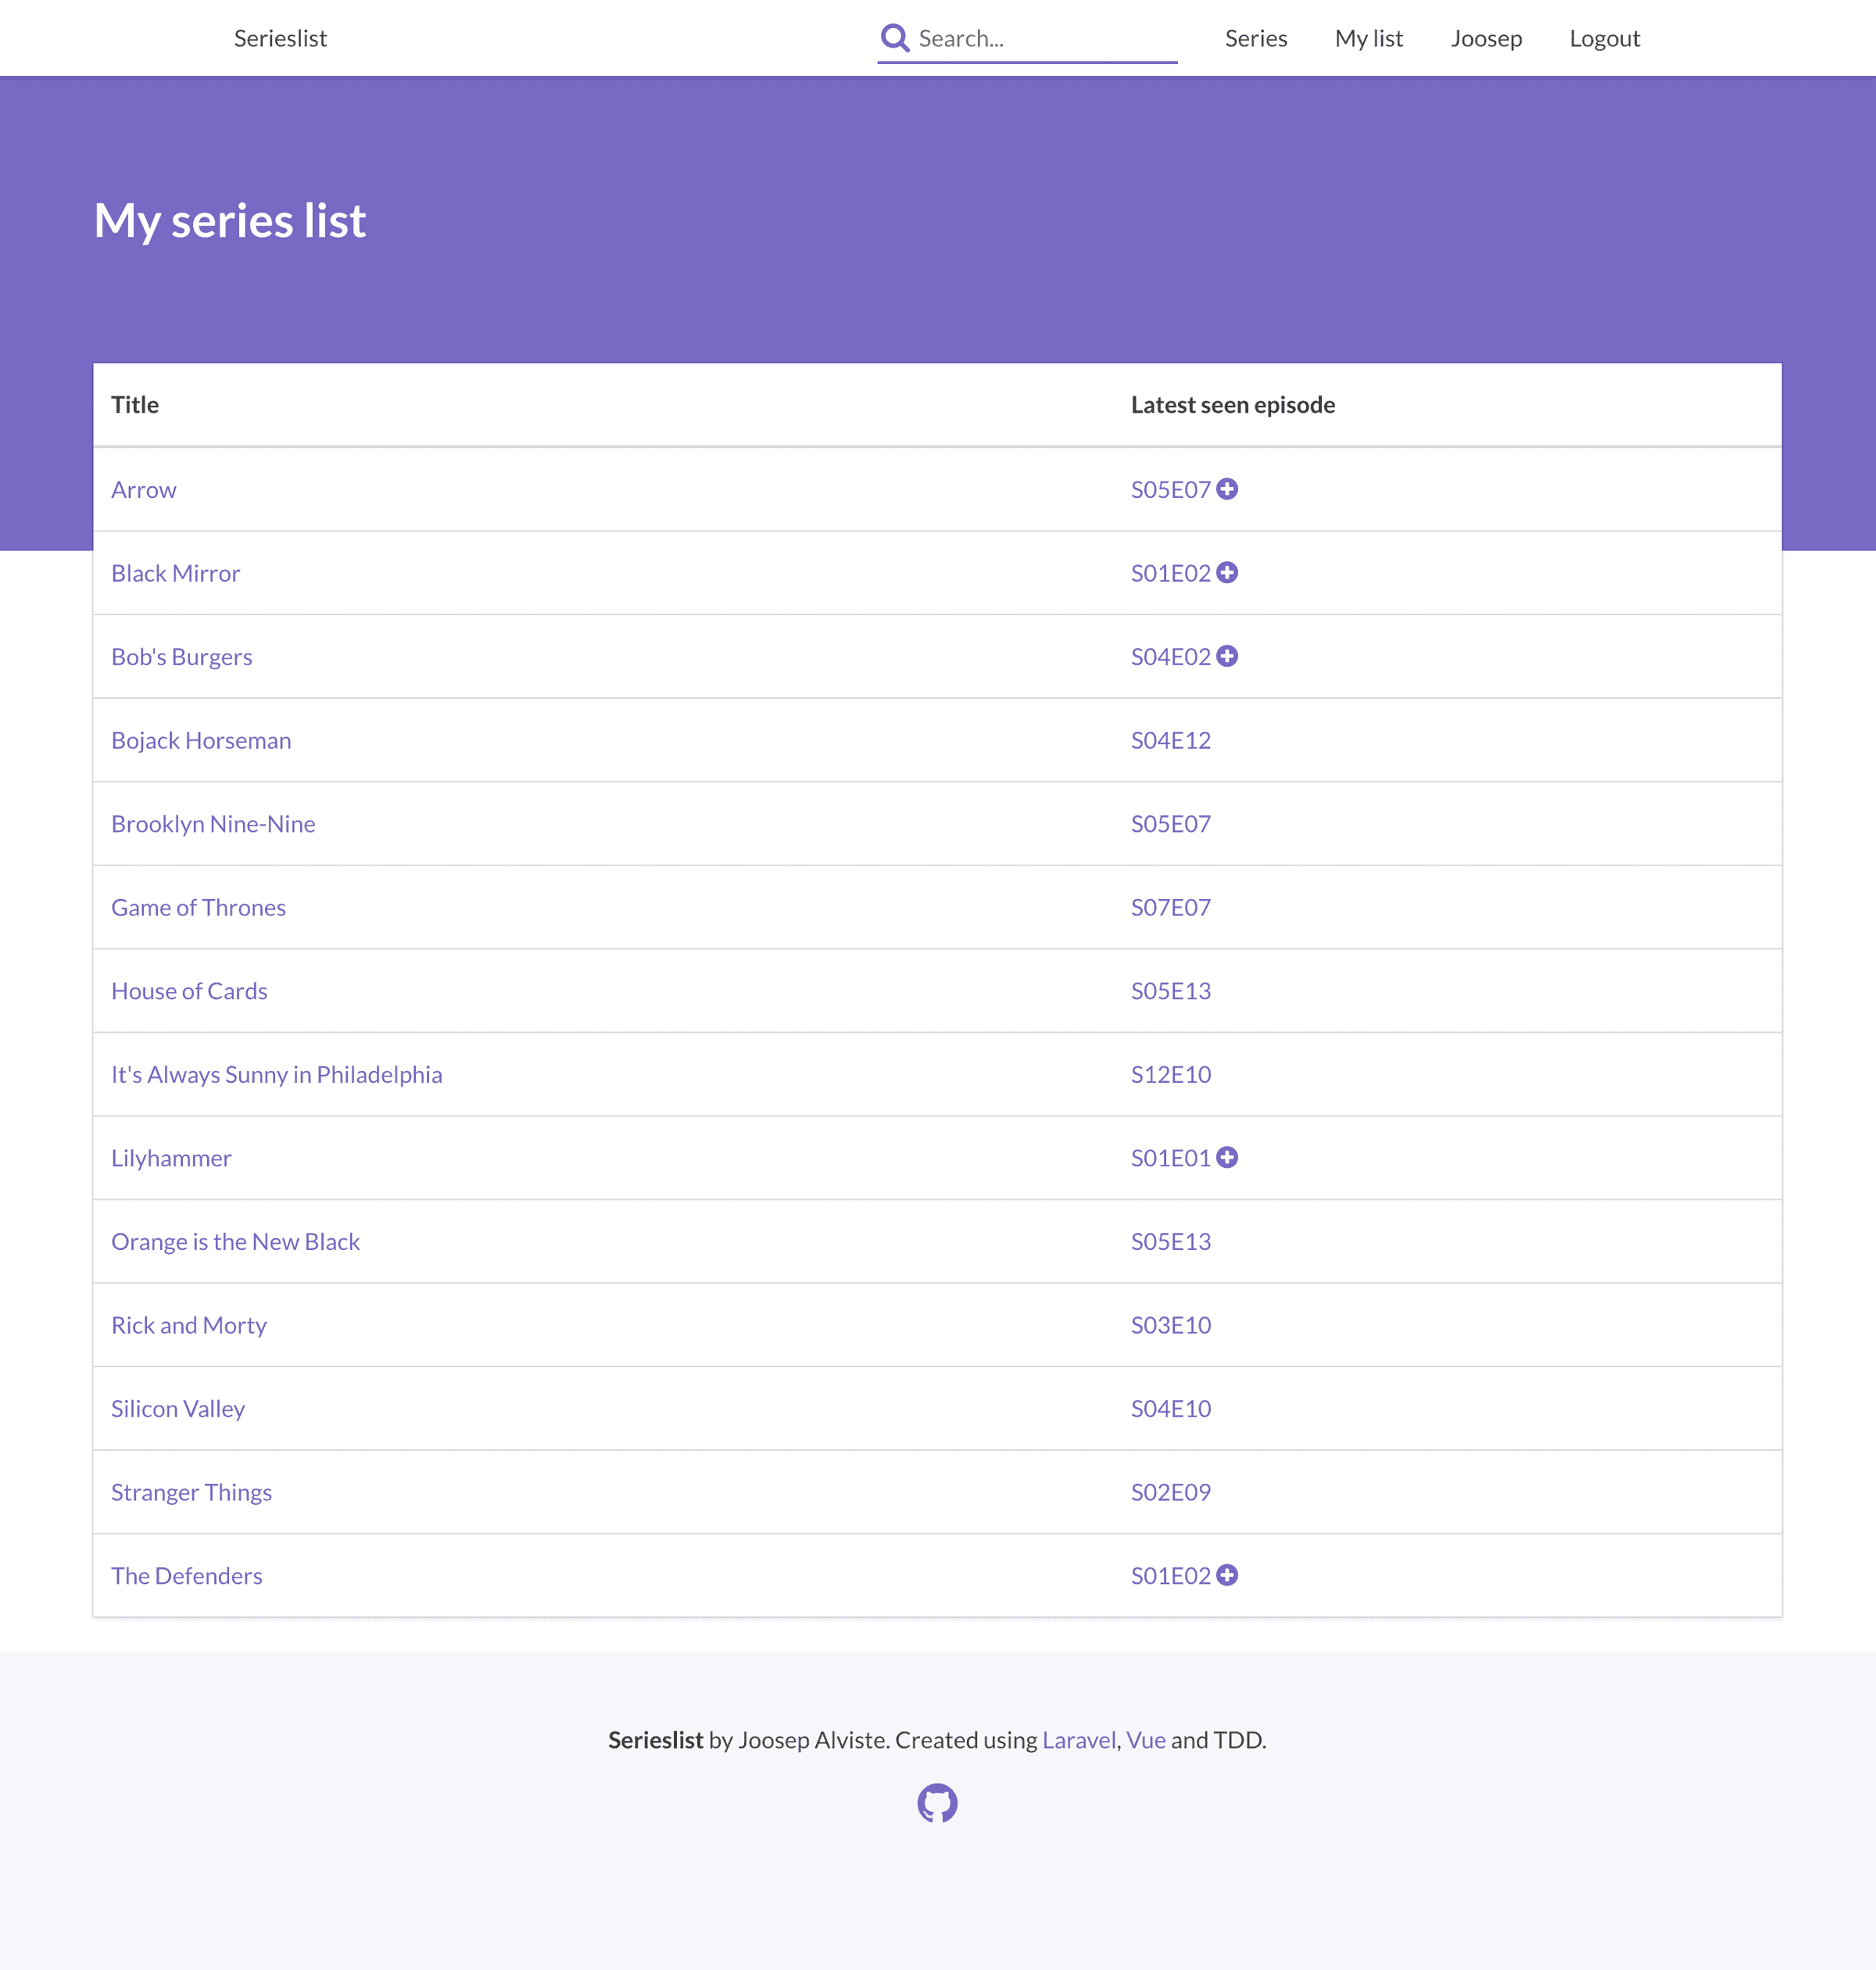 Serieslist Search... Series My list Joosep Logout
My series list
Title Latest seen episode
Arrow S05E07
Black Mirror S01E02
Bob's Burgers S04E02
Bojack Horseman S04E12
Brooklyn Nine-Nine S05E07
Game of Thrones S07E07
House of Cards S05E13
It's Always Sunny in Philadelphia S12E10
Lilyhammer S01E01
Orange is the New Black S05E13
Rick and Morty S03E10
Silicon Valley S04E10
Stranger Things S02E09
The Defenders S01E02
Serieslist by Joosep Alviste. Created using Laravel, Vue and TDD.